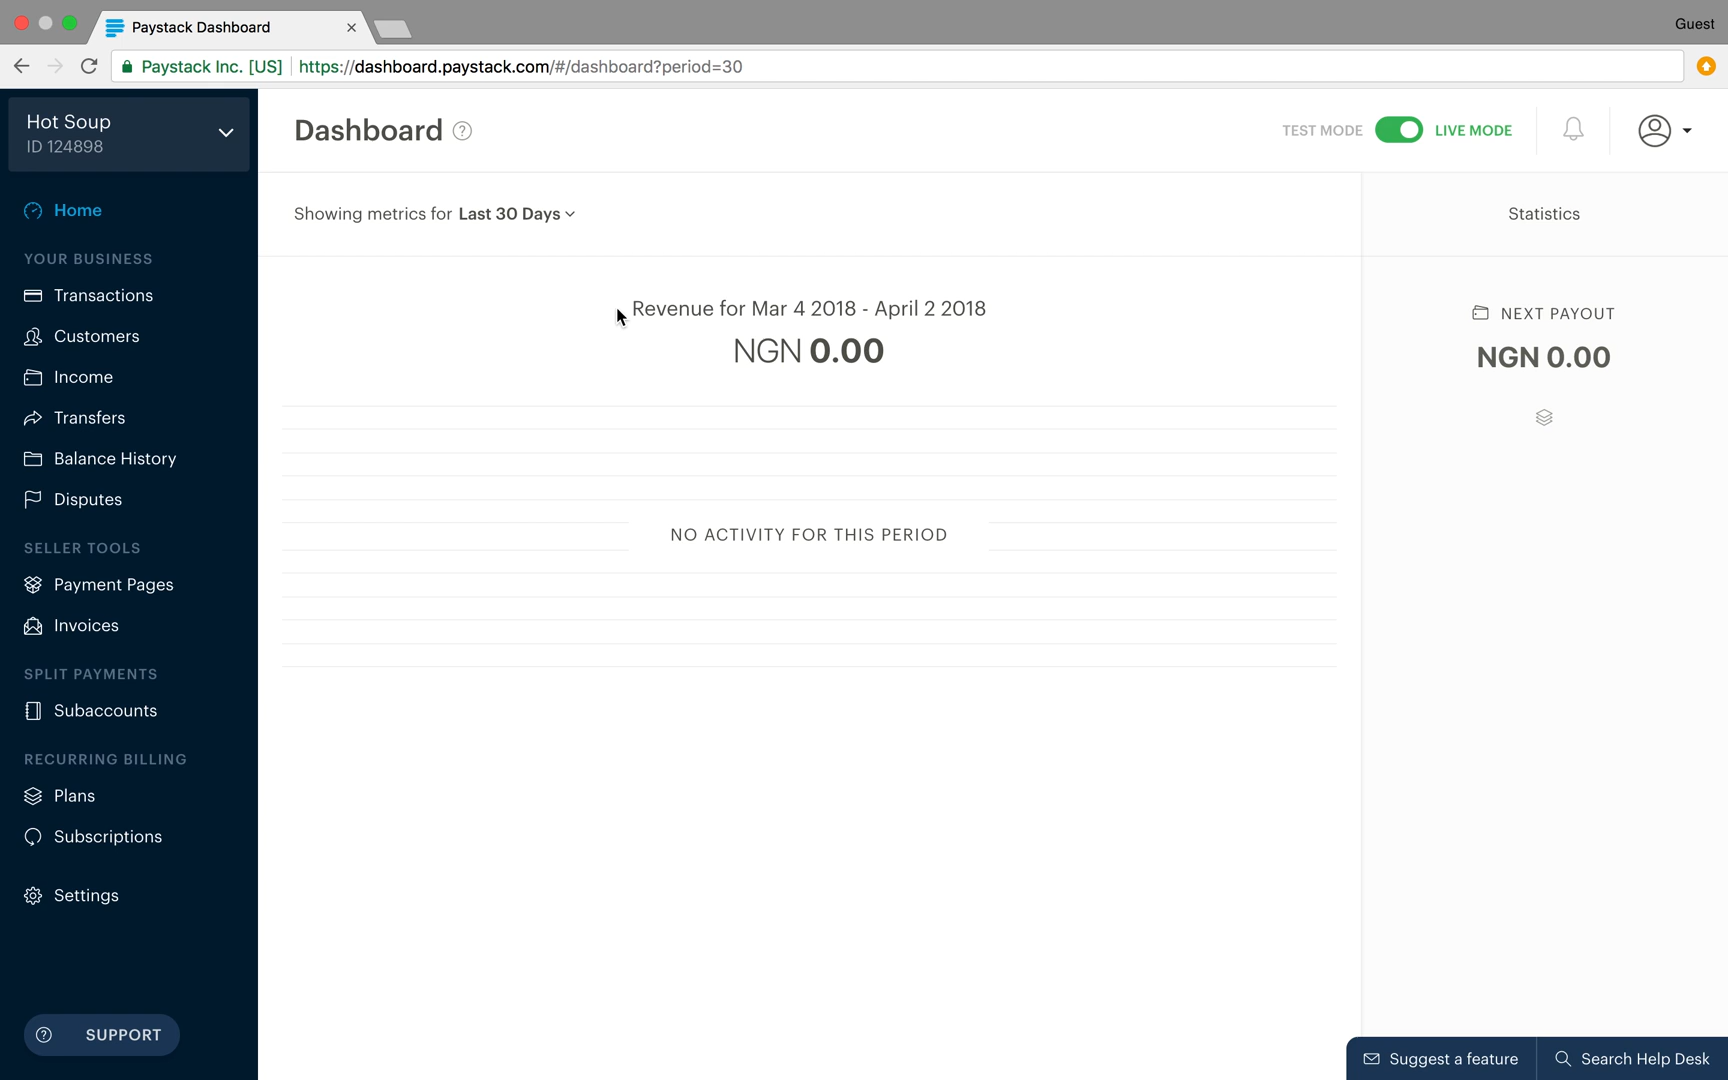 Paystack Dashboard
Guest
Paystack Inc. [US] https://dashboard.paystack.com/#/dashboard?period=30
Hot Soup
ID 124898
Home
YOUR BUSINESS
Transactions
Customers
Income
Transfers
Balance History
Disputes
SELLER TOOLS
Payment Pages
Invoices
SPLIT PAYMENTS
Subaccounts
RECURRING BILLING
Plans
Subscriptions
Settings
SUPPORT
Dashboard
TEST MODE LIVE MODE
Showing metrics for Last 30 Days
Revenue for Mar 4 2018 - April 2 2018
NGN 0.00
NO ACTIVITY FOR THIS PERIOD
Statistics
NEXT PAYOUT
NGN 0.00
Suggest a feature
Search Help Desk